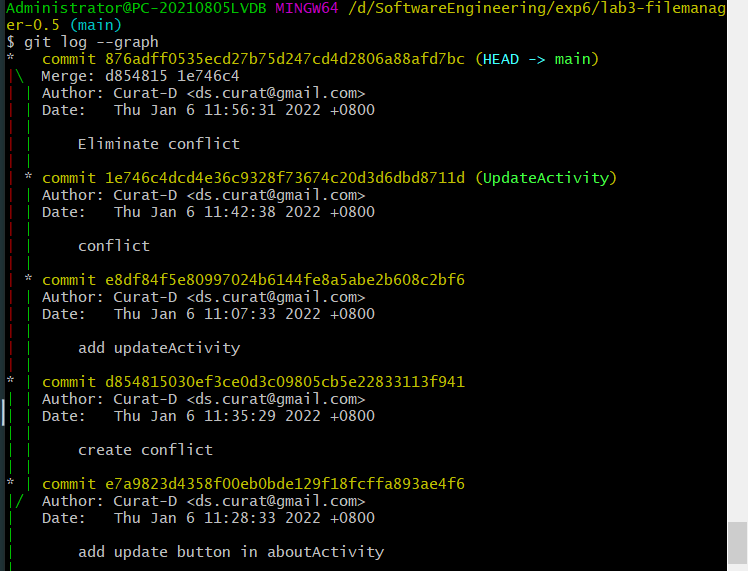 Administrator@PC-20210805LVDB MINGW64 /d/SoftwareEngineering/exp6/lab3-filemanag
er-0.5 (main)
$ git log --graph
*   commit 876adff0535ecd27b75d247cd4d2806a88afd7bc (HEAD -> main)
|\  Merge: d854815 1e746c4
| | Author: Curat-D <ds.curat@gmail.com>
| | Date:   Thu Jan 6 11:56:31 2022 +0800
| |
| |     Eliminate conflict
| |
| * commit 1e746c4dcd4e36c9328f73674c20d3d6dbd8711d (UpdateActivity)
| | Author: Curat-D <ds.curat@gmail.com>
| | Date:   Thu Jan 6 11:42:38 2022 +0800
| |
| |     conflict
| |
| * commit e8df84f5e80997024b6144fe8a5abe2b608c2bf6
| | Author: Curat-D <ds.curat@gmail.com>
| | Date:   Thu Jan 6 11:07:33 2022 +0800
| |
| |     add updateActivity
| |
* | commit d854815030ef3ce0d3c09805cb5e22833113f941
| | Author: Curat-D <ds.curat@gmail.com>
| | Date:   Thu Jan 6 11:35:29 2022 +0800
| |
| |     create conflict
| |
* | commit e7a9823d4358f00eb0bde129f18fcffa893ae4f6
|/  Author: Curat-D <ds.curat@gmail.com>
|   Date:   Thu Jan 6 11:28:33 2022 +0800
|
|       add update button in aboutActivity
|